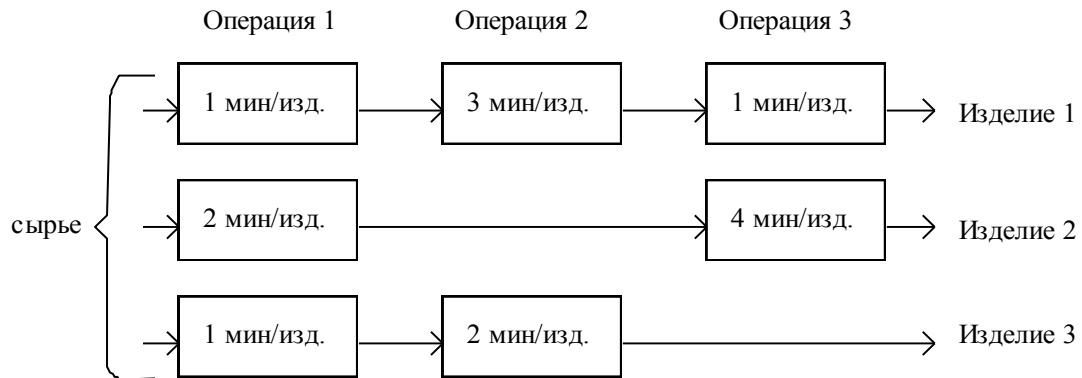 Операция 1 Операция 2 Операция 3
1 мин/изд. 3 мин/изд. 1 мин/изд. Изделие 1
сырье 2 мин/изд. 4 мин/изд. Изделие 2
1 мин/изд. 2 мин/изд. Изделие 3